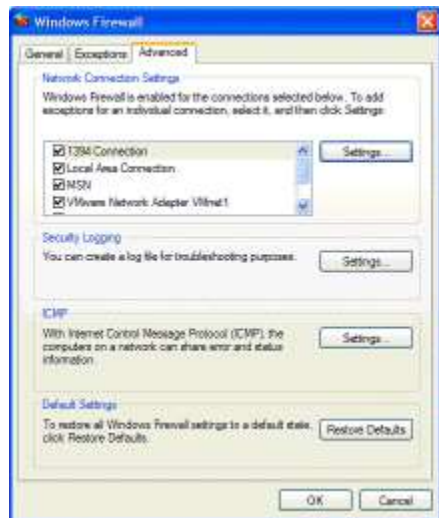 Windows Firewall
General Exceptions Advanced
Network Connection Settings
Windows Firewall is enabled for the connections selected below. To add
exceptions for an individual connection, select it, and then click Settings:
1394 Connection
Settings...
Local Area Connection
MSN
VMware Network Adapter VMnet1
Security Logging
You can create a log file for troubleshooting purposes.
Settings...
ICMP
With Internet Control Message Protocol (ICMP), the
computers on a network can share error and status
information.
Settings...
Default Settings
To restore all Windows Firewall settings to a default state,
click Restore Defaults.
Restore Defaults
OK Cancel